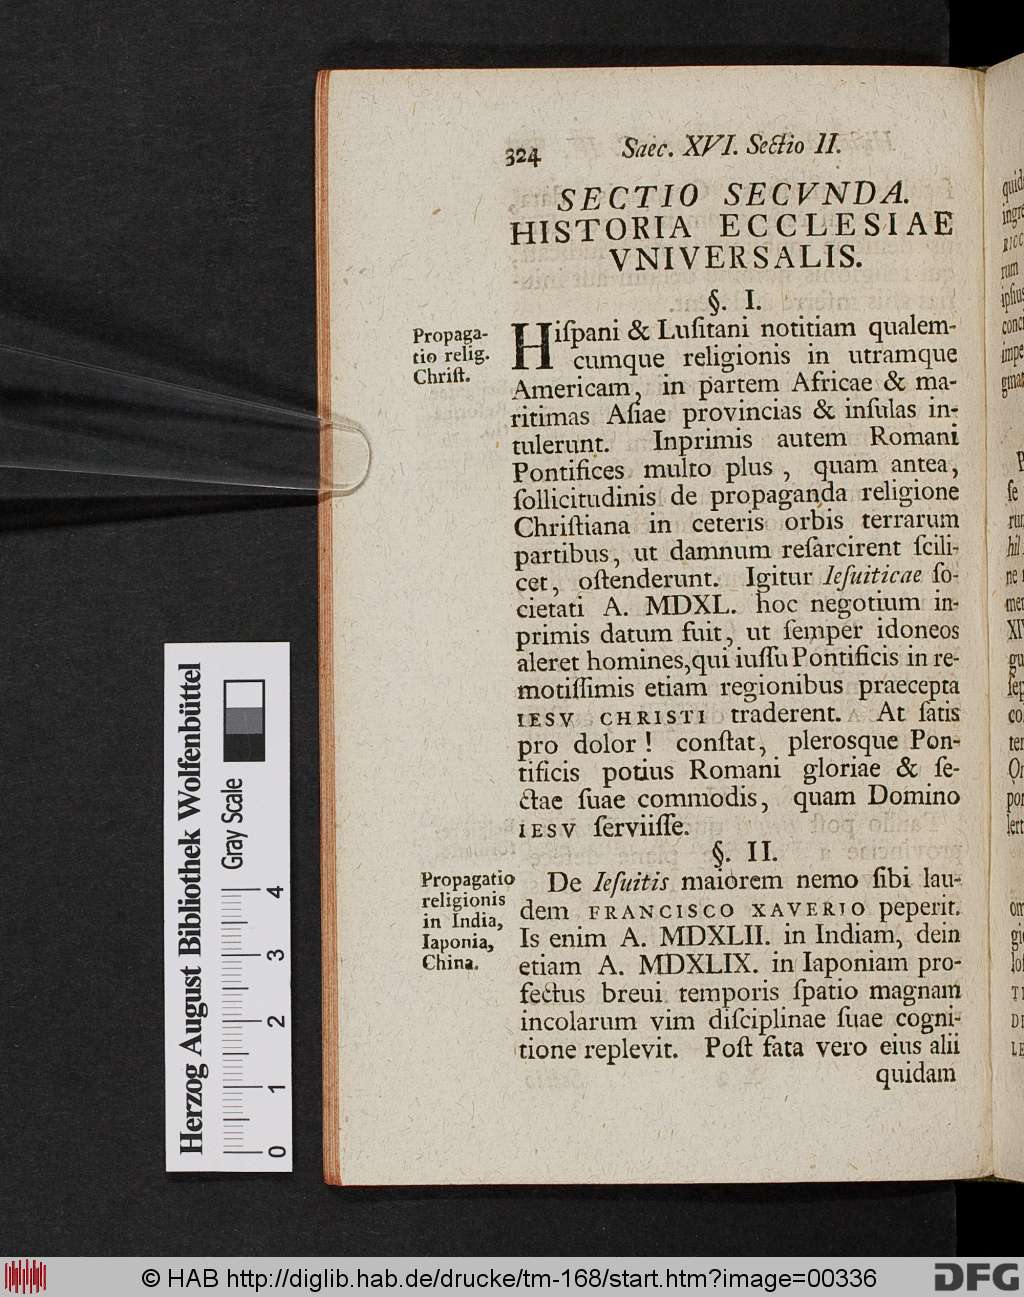 324 Saec. XVI. Sectio II.
SECTIO SECVNDA.
HISTORIA ECCLESIAE
VNIVERSALIS.
§. I.
Propaga-
tio relig.
Chriſt.
Hiſpani & Luſitani notitiam qualem-
cumque religionis in utramque
Americam, in partem Africae & ma-
ritimas Aſiae provincias & inſulas in-
tulerunt. Inprimis autem Romani
Pontifices multo plus, quam antea,
ſollicitudinis de propaganda religione
Chriſtiana in ceteris orbis terrarum
partibus, ut damnum reſarcirent ſcili-
cet, oſtenderunt. Igitur Ieſuiticae ſo-
cietati A. MDXL. hoc negotium in-
primis datum fuit, ut ſemper idoneos
aleret homines, qui iuſſu Pontificis in re-
motiſſimis etiam regionibus praecepta
IESV CHRISTI traderent. At ſatis
pro dolor! conſtat, plerosque Pon-
tificis potius Romani gloriae & ſe-
ctae ſuae commodis, quam Domino
IESV ſerviiſſe.
§. II.
Propagatio
religionis
in India,
Iaponia,
China.
De Ieſuitis maiorem nemo ſibi lau-
dem FRANCISCO XAVERIO peperit.
Is enim A. MDXLII. in Indiam, dein
etiam A. MDXLIX. in Iaponiam pro-
fectus breui temporis ſpatio magnam
incolarum vim diſciplinae ſuae cogni-
tione replevit. Poſt fata vero eius alii
quidam
Herzog August Bibliothek Wolfenbüttel
Gray Scale
0 1 2 3 4
© HAB http://diglib.hab.de/drucke/tm-168/start.htm?image=00336
DFG